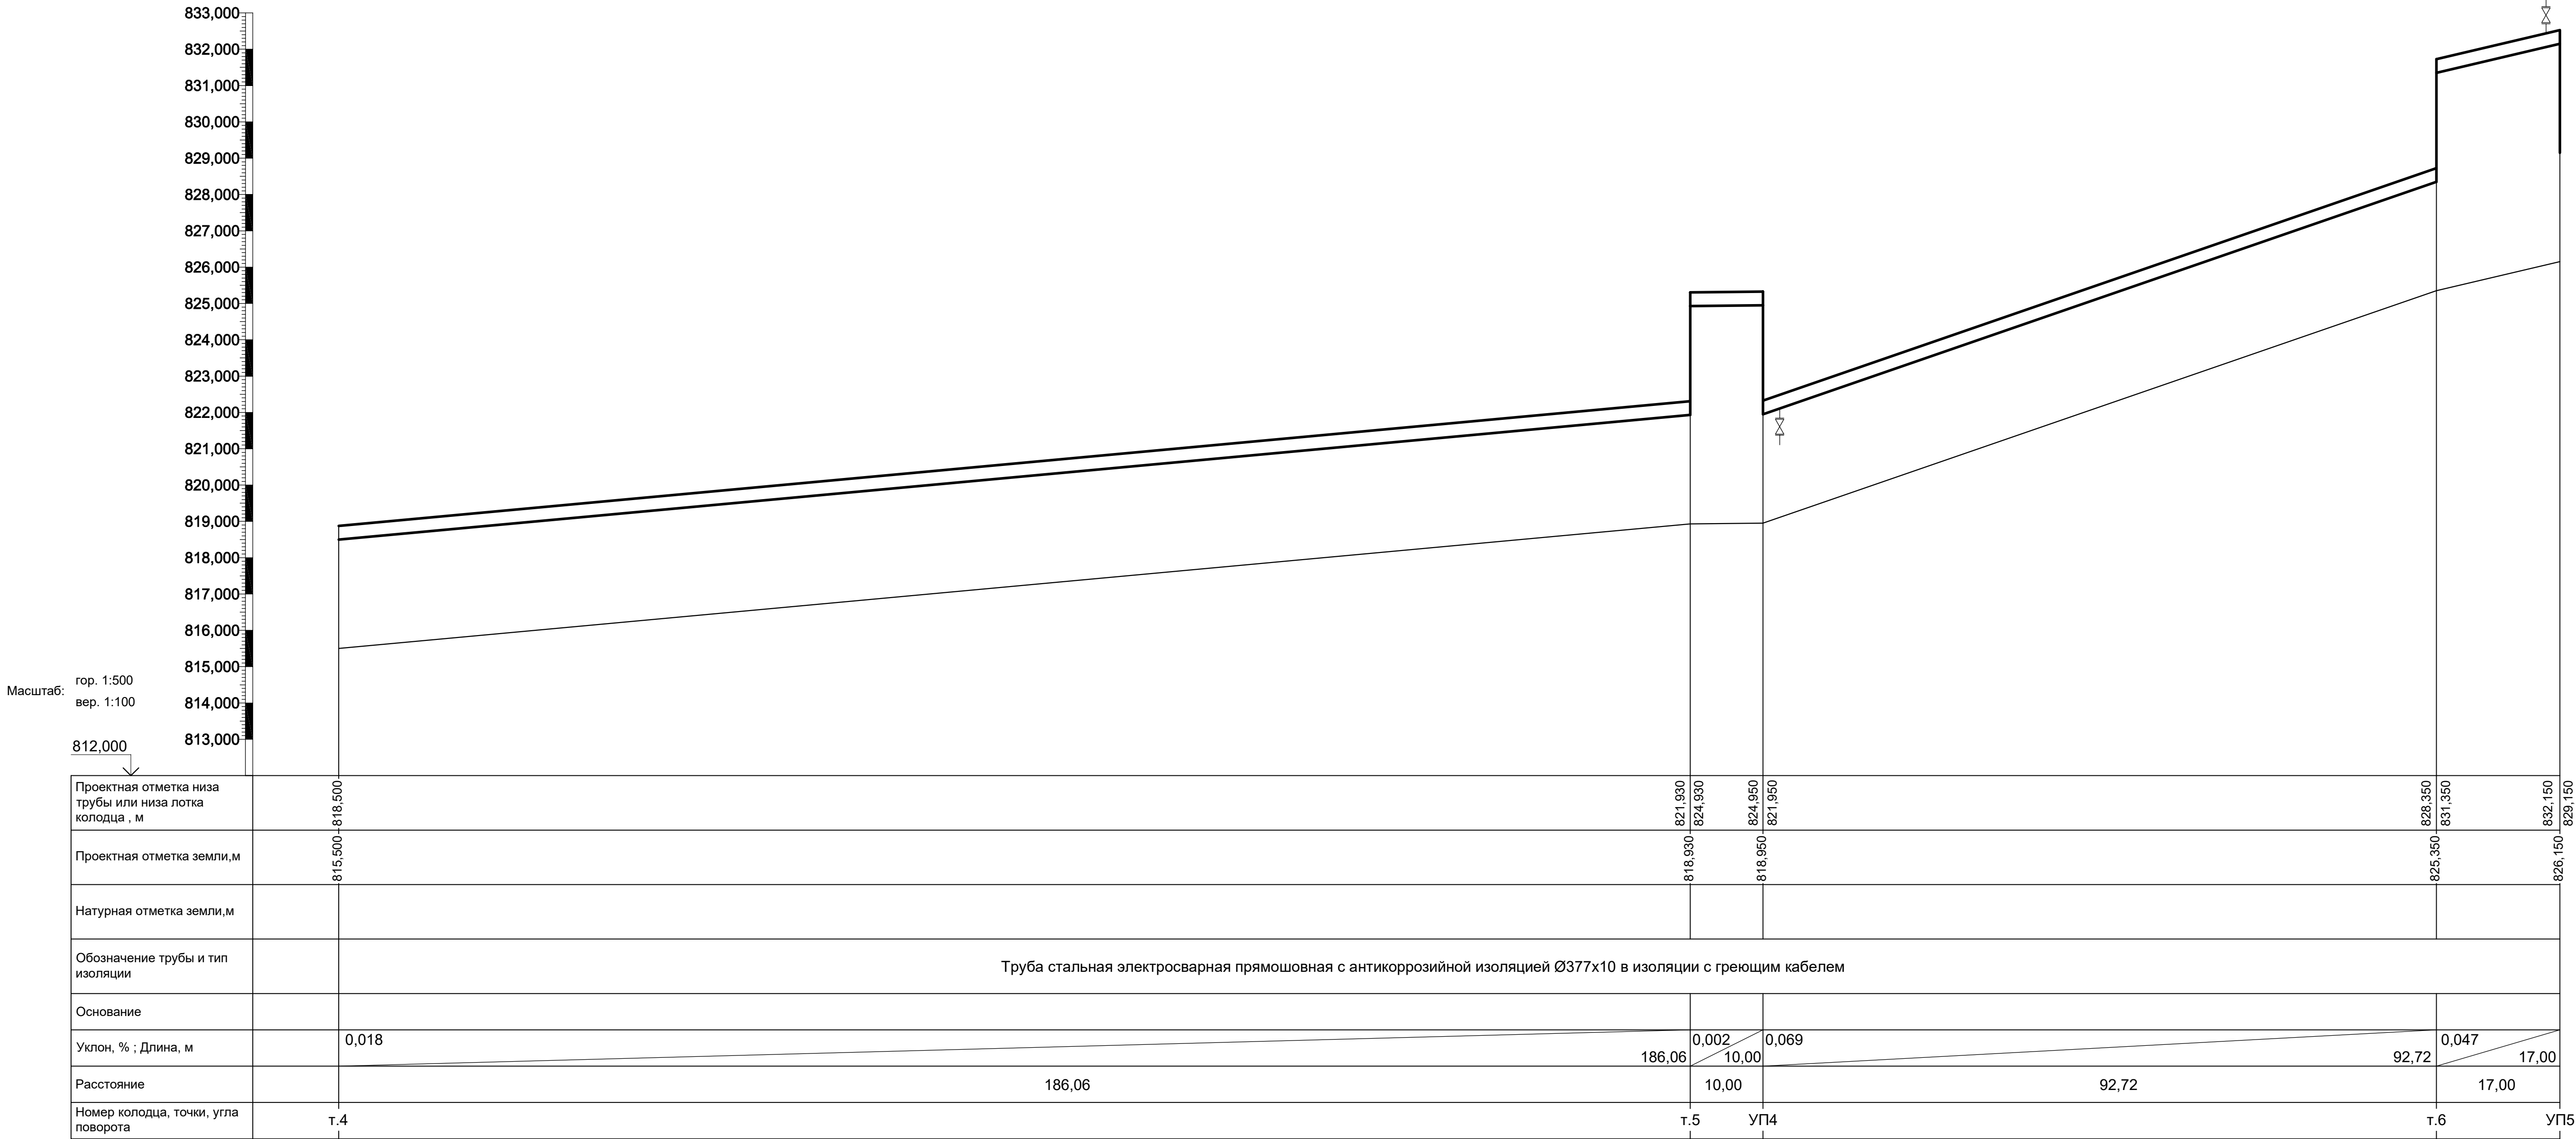 833,000
832,000
831,000
830,000
829,000
828,000
827,000
826,000
825,000
824,000
823,000
822,000
821,000
820,000
819,000
818,000
817,000
816,000
815,000
814,000
813,000
Масштаб:
гор. 1:500
вер. 1:100
812,000
Проектная отметка низа
трубы или низа лотка
колодца , м
818,500
821,930
824,930
824,950
821,950
828,350
831,350
832,150
829,150
Проектная отметка земли,м
815,500
818,930
818,950
825,350
826,150
Натурная отметка земли,м
Обозначение трубы и тип
изоляции
Труба стальная электросварная прямошовная с антикоррозийной изоляцией Ø377х10 в изоляции с греющим кабелем
Основание
Уклон, % ; Длина, м
0,018
186,06
0,002
10,00
0,069
92,72
0,047
17,00
Расстояние
186,06
10,00
92,72
17,00
Номер колодца, точки, угла
поворота
т.4
т.5
УП4
т.6
УП5